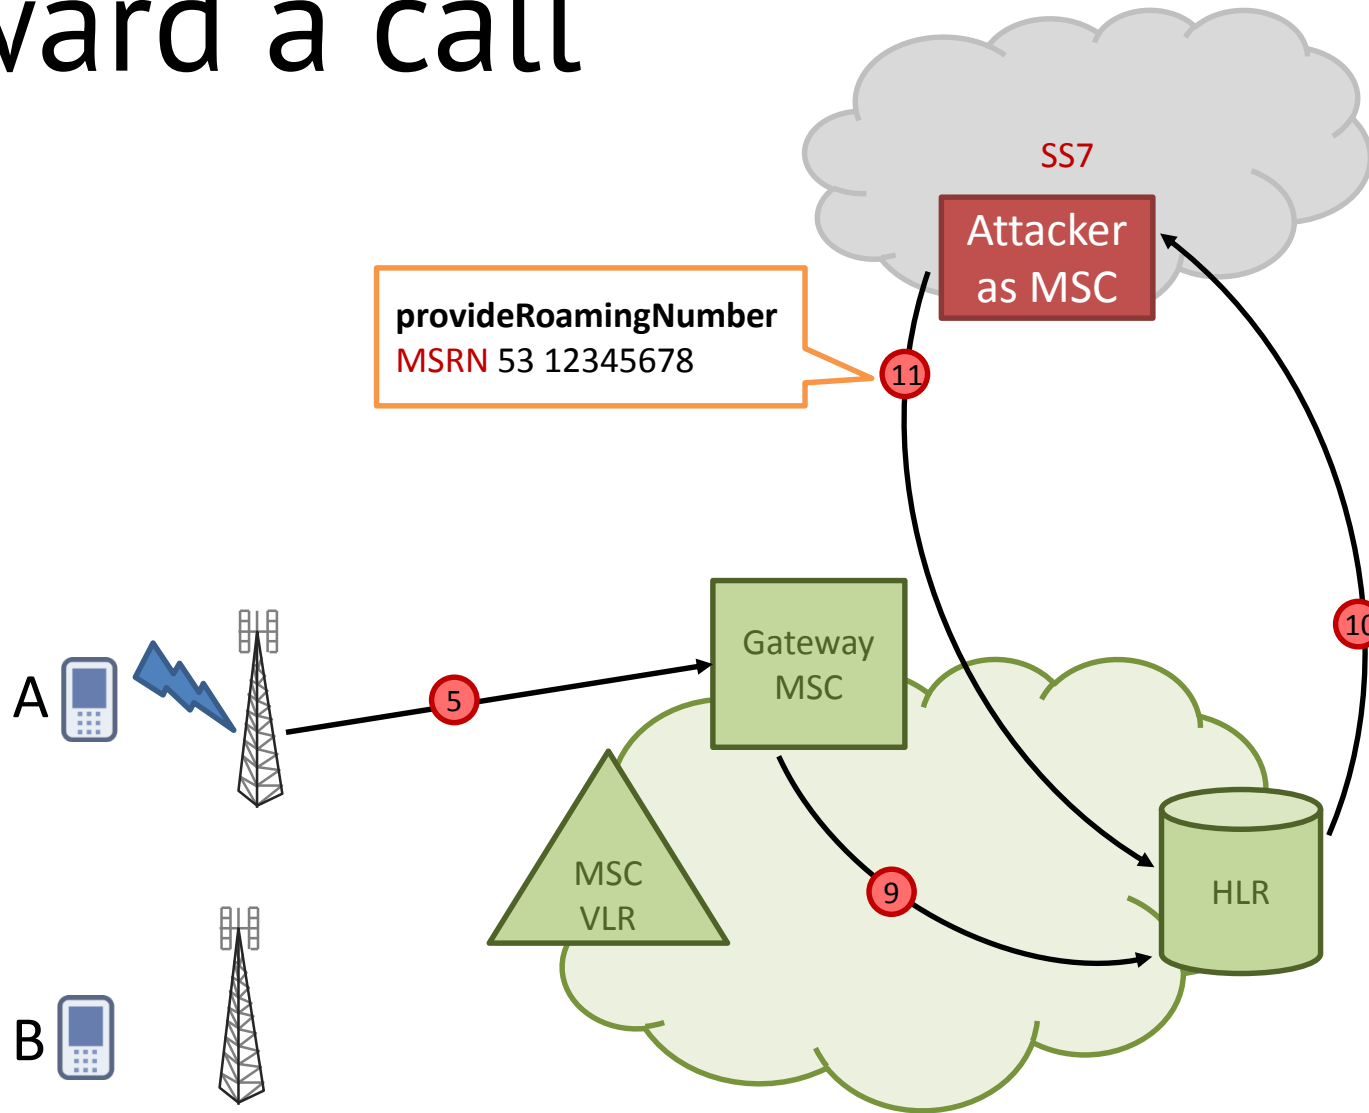 ward a call
SS7
Attacker
as MSC
provideRoamingNumber
MSRN 53 12345678
11
10
Gateway
MSC
A
5
MSC
VLR
9
HLR
B